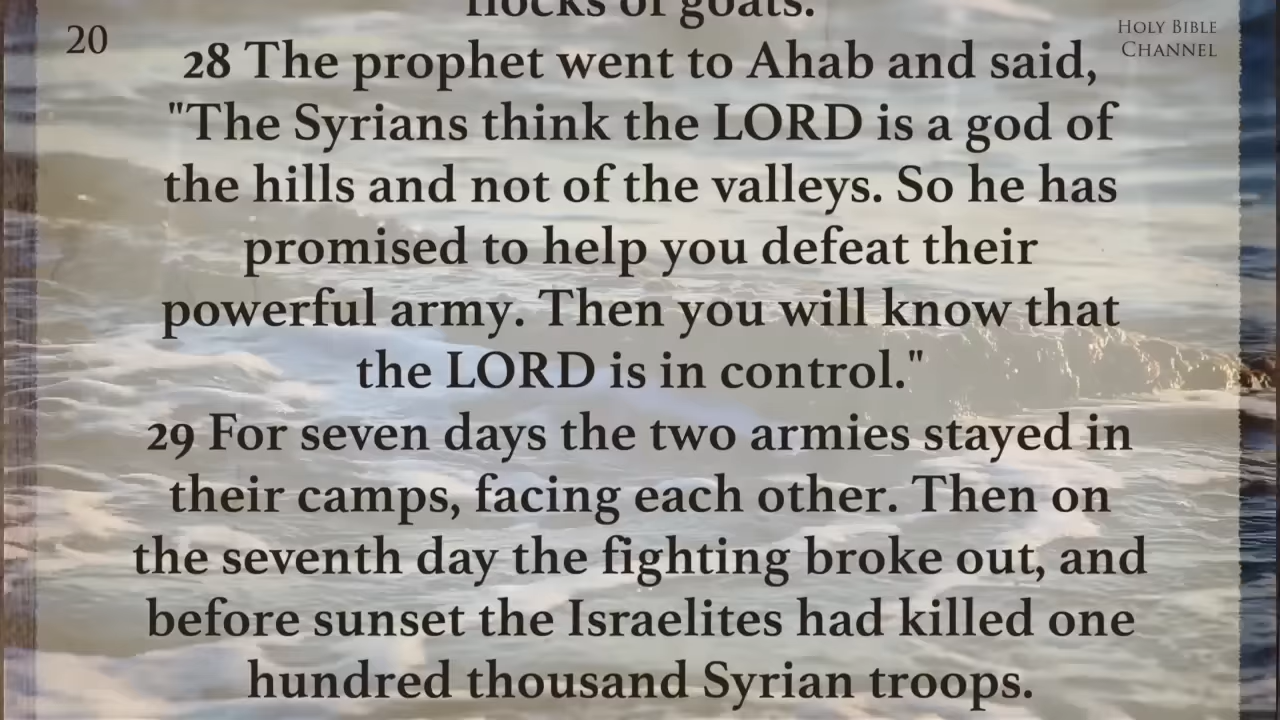 flocks of goats.
20
HOLY BIBLE
CHANNEL
28 The prophet went to Ahab and said,
"The Syrians think the LORD is a god of
the hills and not of the valleys. So he has
promised to help you defeat their
powerful army. Then you will know that
the LORD is in control."
29 For seven days the two armies stayed in
their camps, facing each other. Then on
the seventh day the fighting broke out, and
before sunset the Israelites had killed one
hundred thousand Syrian troops.